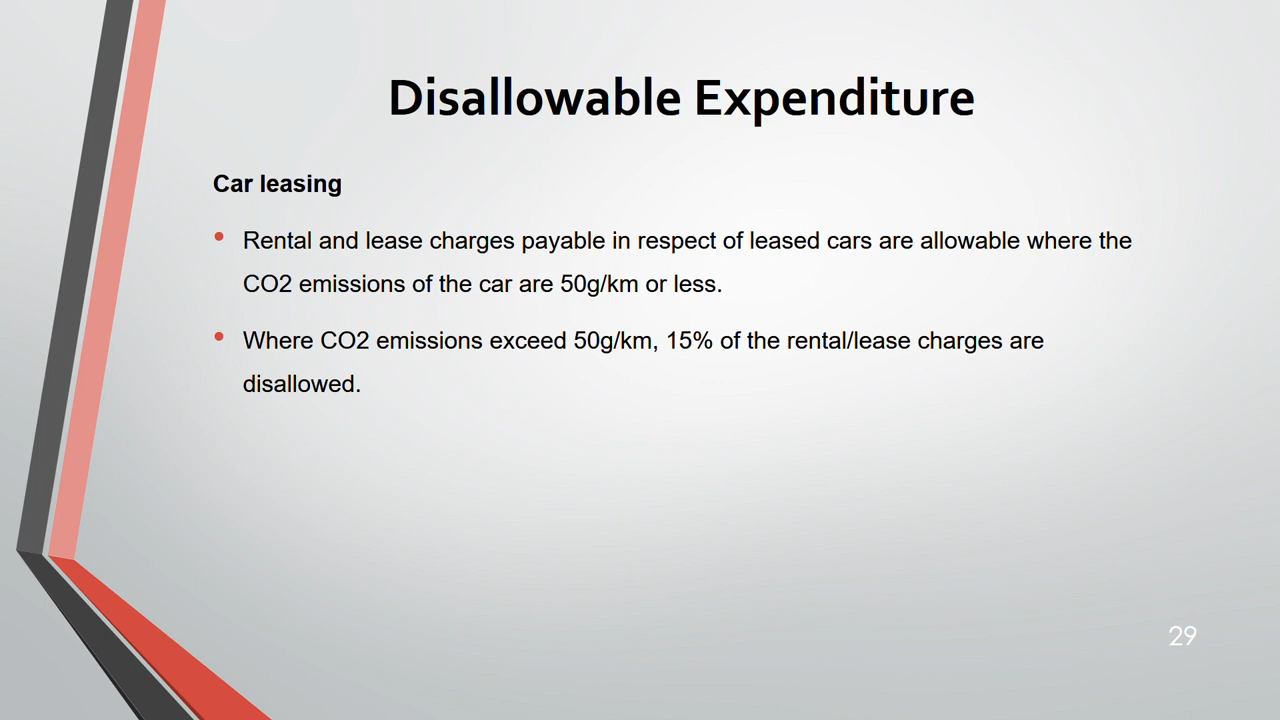 Disallowable Expenditure
Car leasing
• Rental and lease charges payable in respect of leased cars are allowable where the
CO2 emissions of the car are 50g/km or less.
• Where CO2 emissions exceed 50g/km, 15% of the rental/lease charges are
disallowed.
29